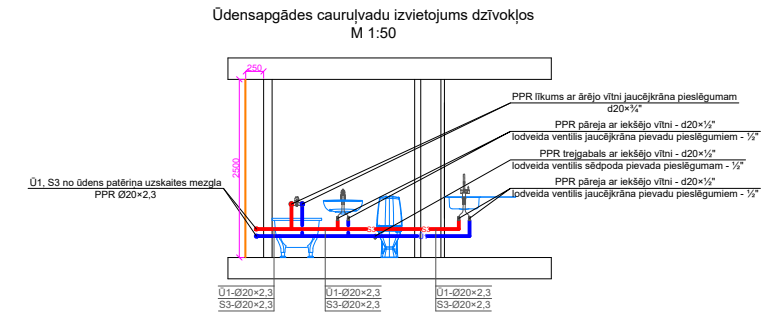 Ūdensapgādes cauruļvadu izvietojums dzīvokļos
M 1:50
250
2500
PPR līkums ar ārējo vītni jaucējkrāna pieslēgumam
d20×¾"
PPR pāreja ar iekšējo vītni - d20×½"
lodveida ventilis jaucējkrāna pievadu pieslēgumiem - ½"
PPR trejgabals ar iekšējo vītni - d20×½"
lodveida ventilis sēdpoda pievada pieslēgumam - ½"
PPR pāreja ar iekšējo vītni - d20×½"
lodveida ventilis jaucējkrāna pievadu pieslēgumiem - ½"
Ū1, S3 no ūdens patēriņa uzskaites mezgla
PPR Ø20×2,3
S3
S3
Ū1-Ø20×2,3
S3-Ø20×2,3
Ū1-Ø20×2,3
S3-Ø20×2,3
Ū1-Ø20×2,3
S3-Ø20×2,3